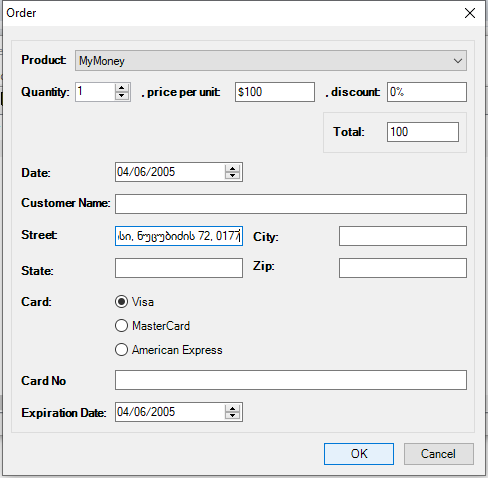 Order
Product: MyMoney
Quantity: 1 , price per unit: $100 , discount: 0%
Total: 100
Date: 04/06/2005
Customer Name:
Street: სი, ნუცუბიძის 72, 0177 City:
State: Zip:
Card: Visa
MasterCard
American Express
Card No
Expiration Date: 04/06/2005
OK Cancel